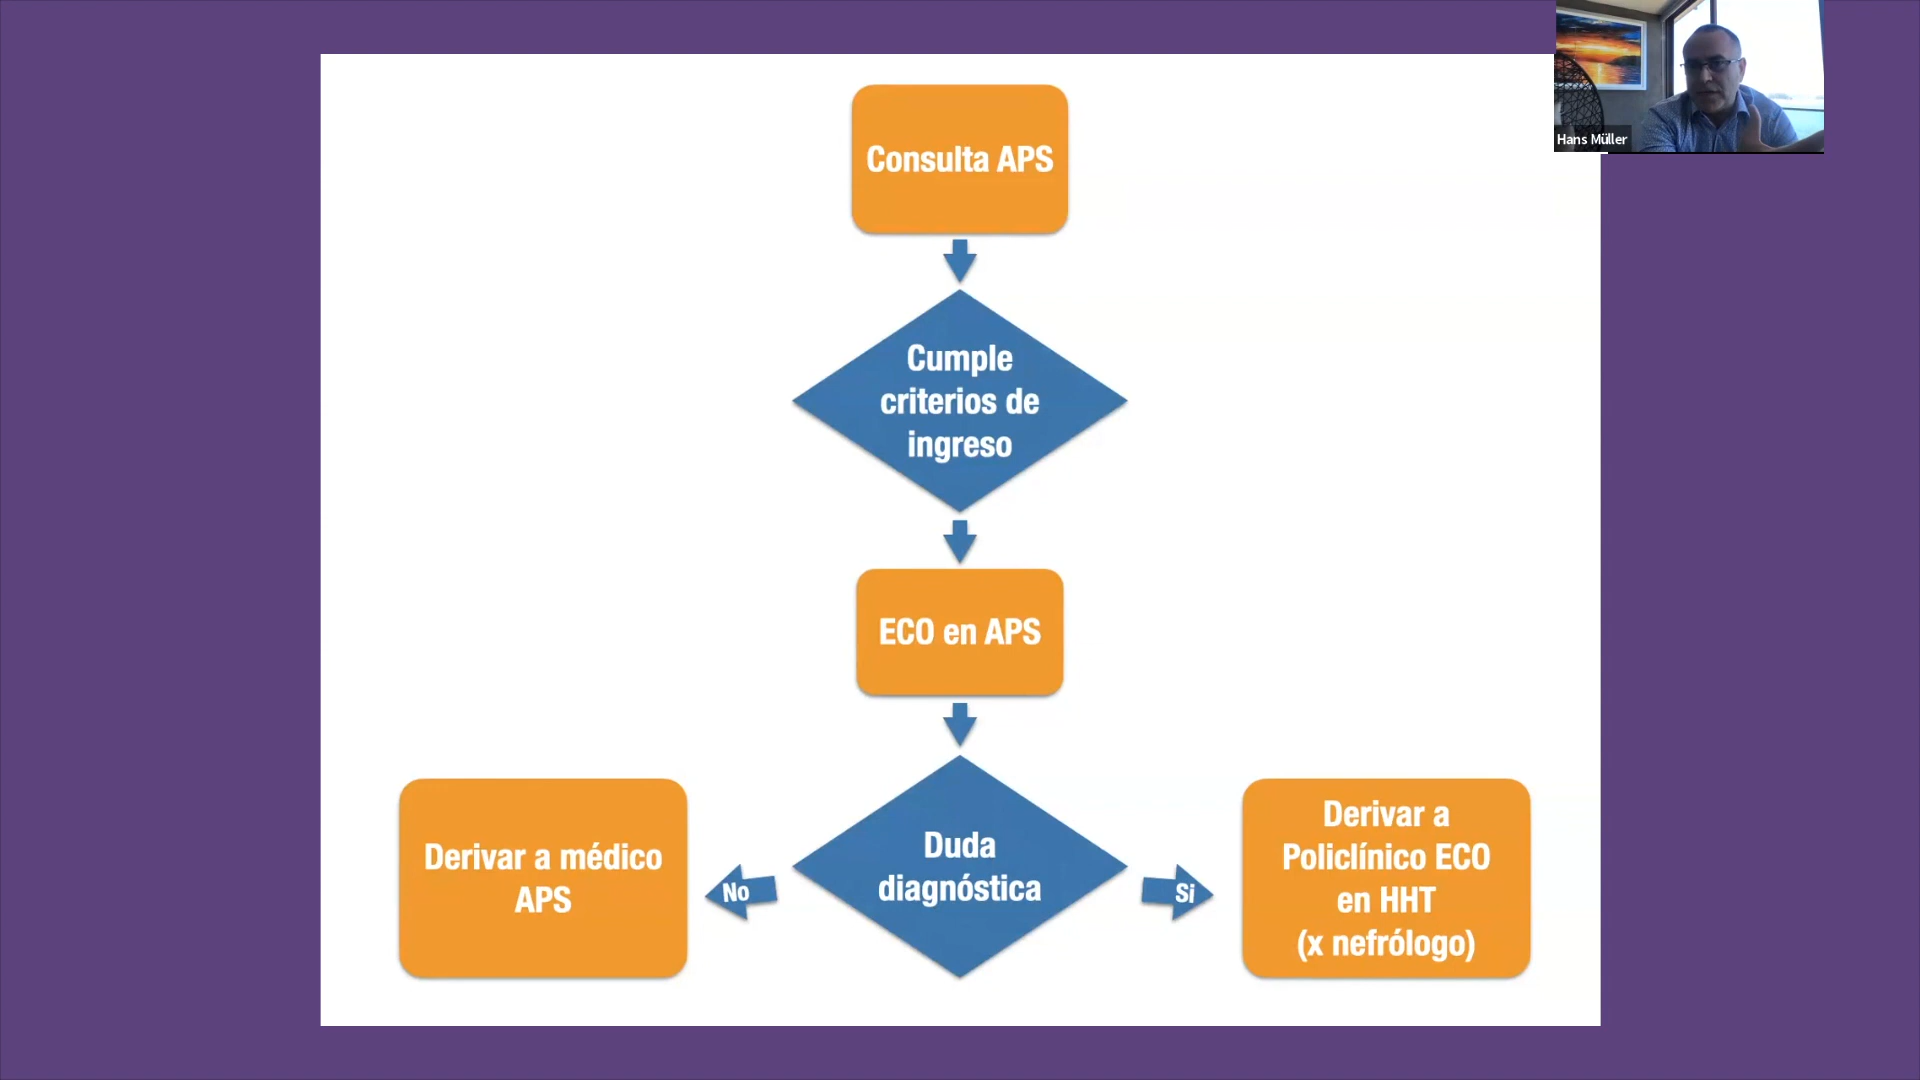 Hans Müller
Consulta APS
Cumple
criterios de
ingreso
ECO en APS
Duda
diagnóstica
No
Si
Derivar a médico
APS
Derivar a
Policlínico ECO
en HHT
(x nefrólogo)